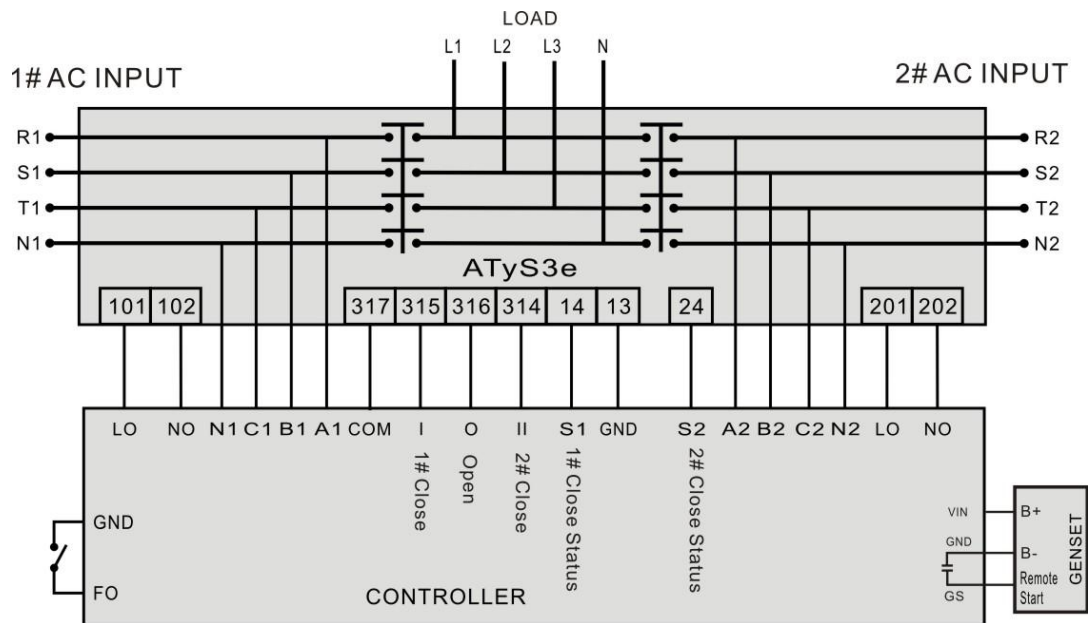 LOAD
L1 L2 L3 N
1# AC INPUT
2# AC INPUT
R1 R2
S1 S2
T1 T2
N1 N2
ATyS3e
101 102 317 315 316 314 14 13 24 201 202
LO NO N1 C1 B1 A1 COM I O II S1 GND S2 A2 B2 C2 N2 LO NO
1# Close
Open
2# Close
1# Close Status
2# Close Status
GND
FO
CONTROLLER
VIN
GND
GS
B+
B-
Remote
Start
GENSET